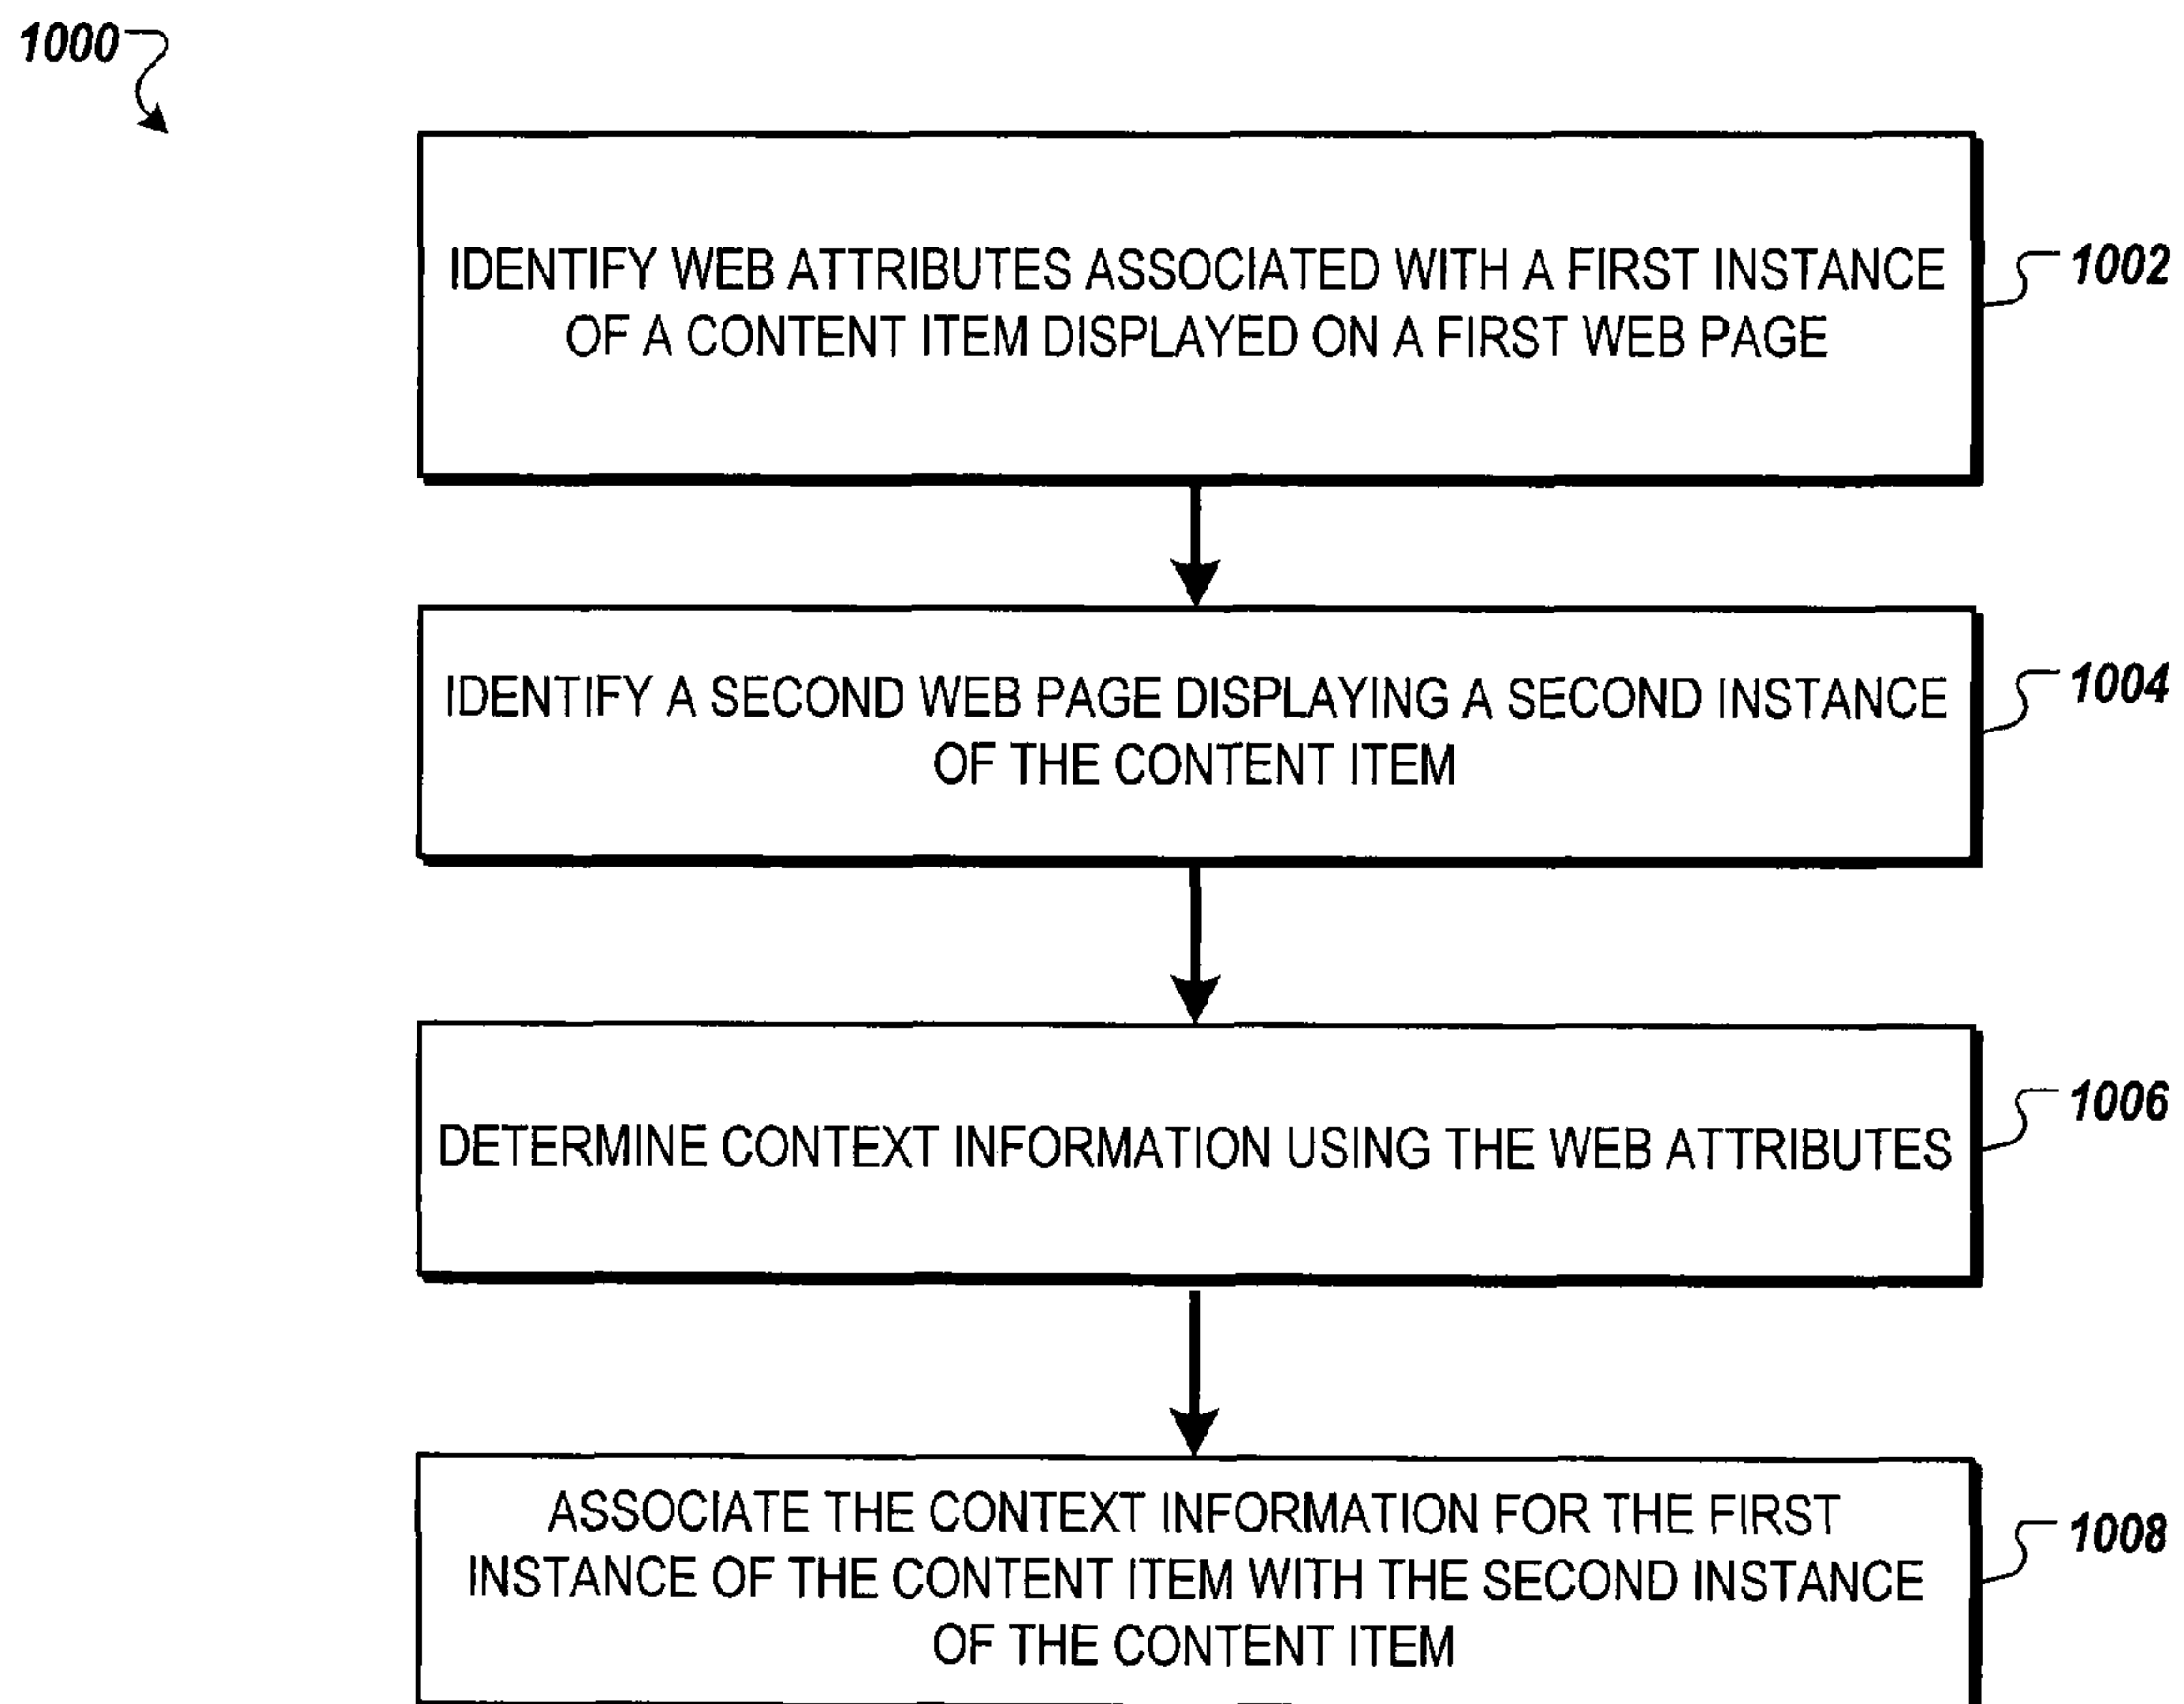 1000
IDENTIFY WEB ATTRIBUTES ASSOCIATED WITH A FIRST INSTANCE
OF A CONTENT ITEM DISPLAYED ON A FIRST WEB PAGE
1002
IDENTIFY A SECOND WEB PAGE DISPLAYING A SECOND INSTANCE
OF THE CONTENT ITEM
1004
DETERMINE CONTEXT INFORMATION USING THE WEB ATTRIBUTES
1006
ASSOCIATE THE CONTEXT INFORMATION FOR THE FIRST
INSTANCE OF THE CONTENT ITEM WITH THE SECOND INSTANCE
OF THE CONTENT ITEM
1008